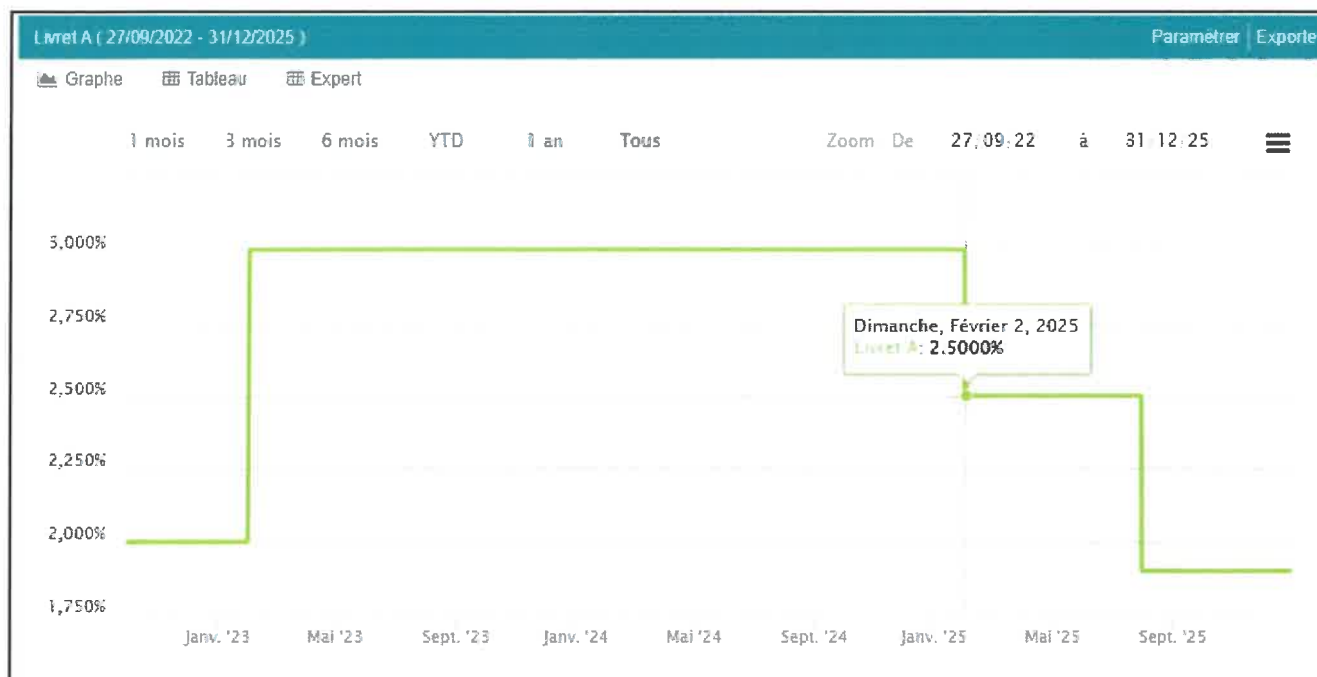 Livret A ( 27/09/2022 - 31/12/2025 ) Paramétrer Exporte
Graphe Tableau Expert
1 mois 3 mois 6 mois YTD 1 an Tous Zoom De 27/09/22 à 31/12/25
3,000%
2,750%
Dimanche, Février 2, 2025
Livret A: 2.5000%
2,500%
2,250%
2,000%
1,750%
Janv. '23 Mai '23 Sept. '23 Janv. '24 Mai '24 Sept. '24 Janv. '25 Mai '25 Sept. '25